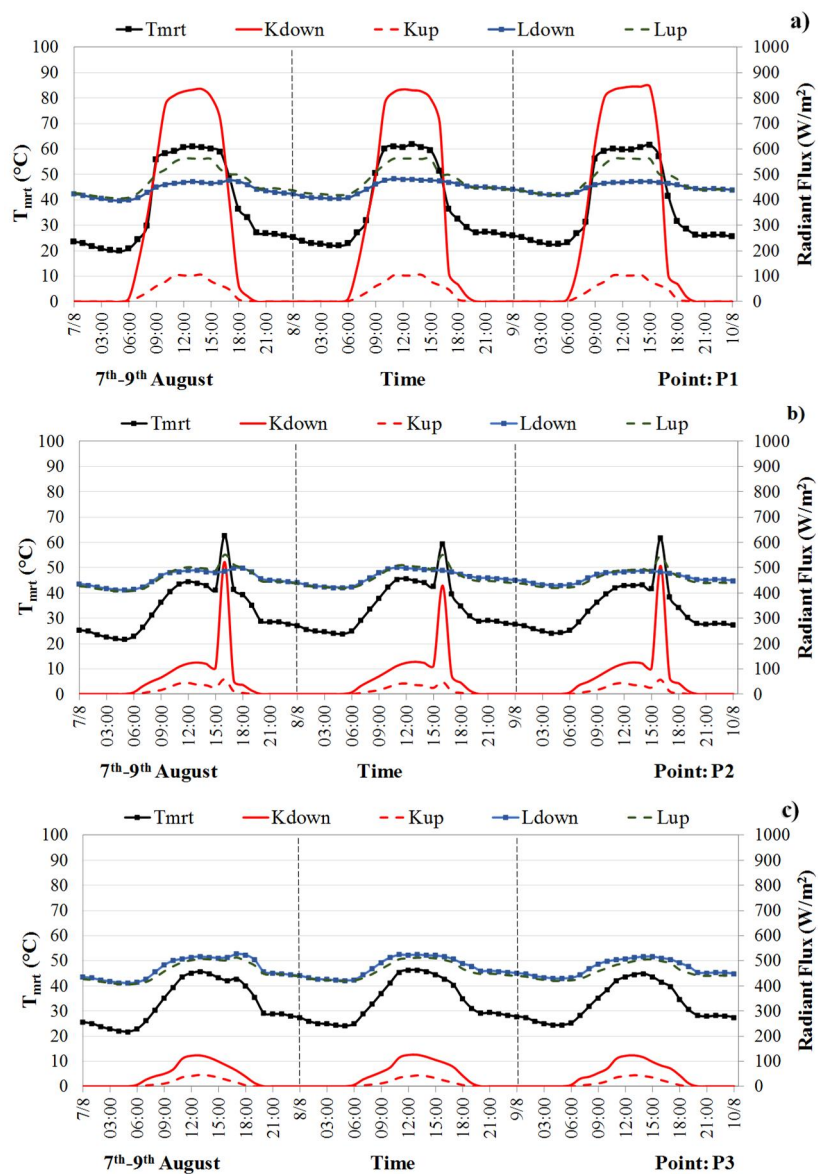 a)
Tmrt Kdown Kup Ldown Lup
100 1000
90 900
80 800
70 700
60 600
50 500
40 400
30 300
20 200
10 100
0 0
Tmrt (°C)
Radiant Flux (W/m²)
7/8 03:00 06:00 09:00 12:00 15:00 18:00 21:00 8/8 03:00 06:00 09:00 12:00 15:00 18:00 21:00 9/8 03:00 06:00 09:00 12:00 15:00 18:00 21:00 10/8
7th-9th August Time Point: P1
b)
Tmrt Kdown Kup Ldown Lup
100 1000
90 900
80 800
70 700
60 600
50 500
40 400
30 300
20 200
10 100
0 0
Tmrt (°C)
Radiant Flux (W/m²)
7/8 03:00 06:00 09:00 12:00 15:00 18:00 21:00 8/8 03:00 06:00 09:00 12:00 15:00 18:00 21:00 9/8 03:00 06:00 09:00 12:00 15:00 18:00 21:00 10/8
7th-9th August Time Point: P2
c)
Tmrt Kdown Kup Ldown Lup
100 1000
90 900
80 800
70 700
60 600
50 500
40 400
30 300
20 200
10 100
0 0
Tmrt (°C)
Radiant Flux (W/m²)
7/8 03:00 06:00 09:00 12:00 15:00 18:00 21:00 8/8 03:00 06:00 09:00 12:00 15:00 18:00 21:00 9/8 03:00 06:00 09:00 12:00 15:00 18:00 21:00 10/8
7th-9th August Time Point: P3